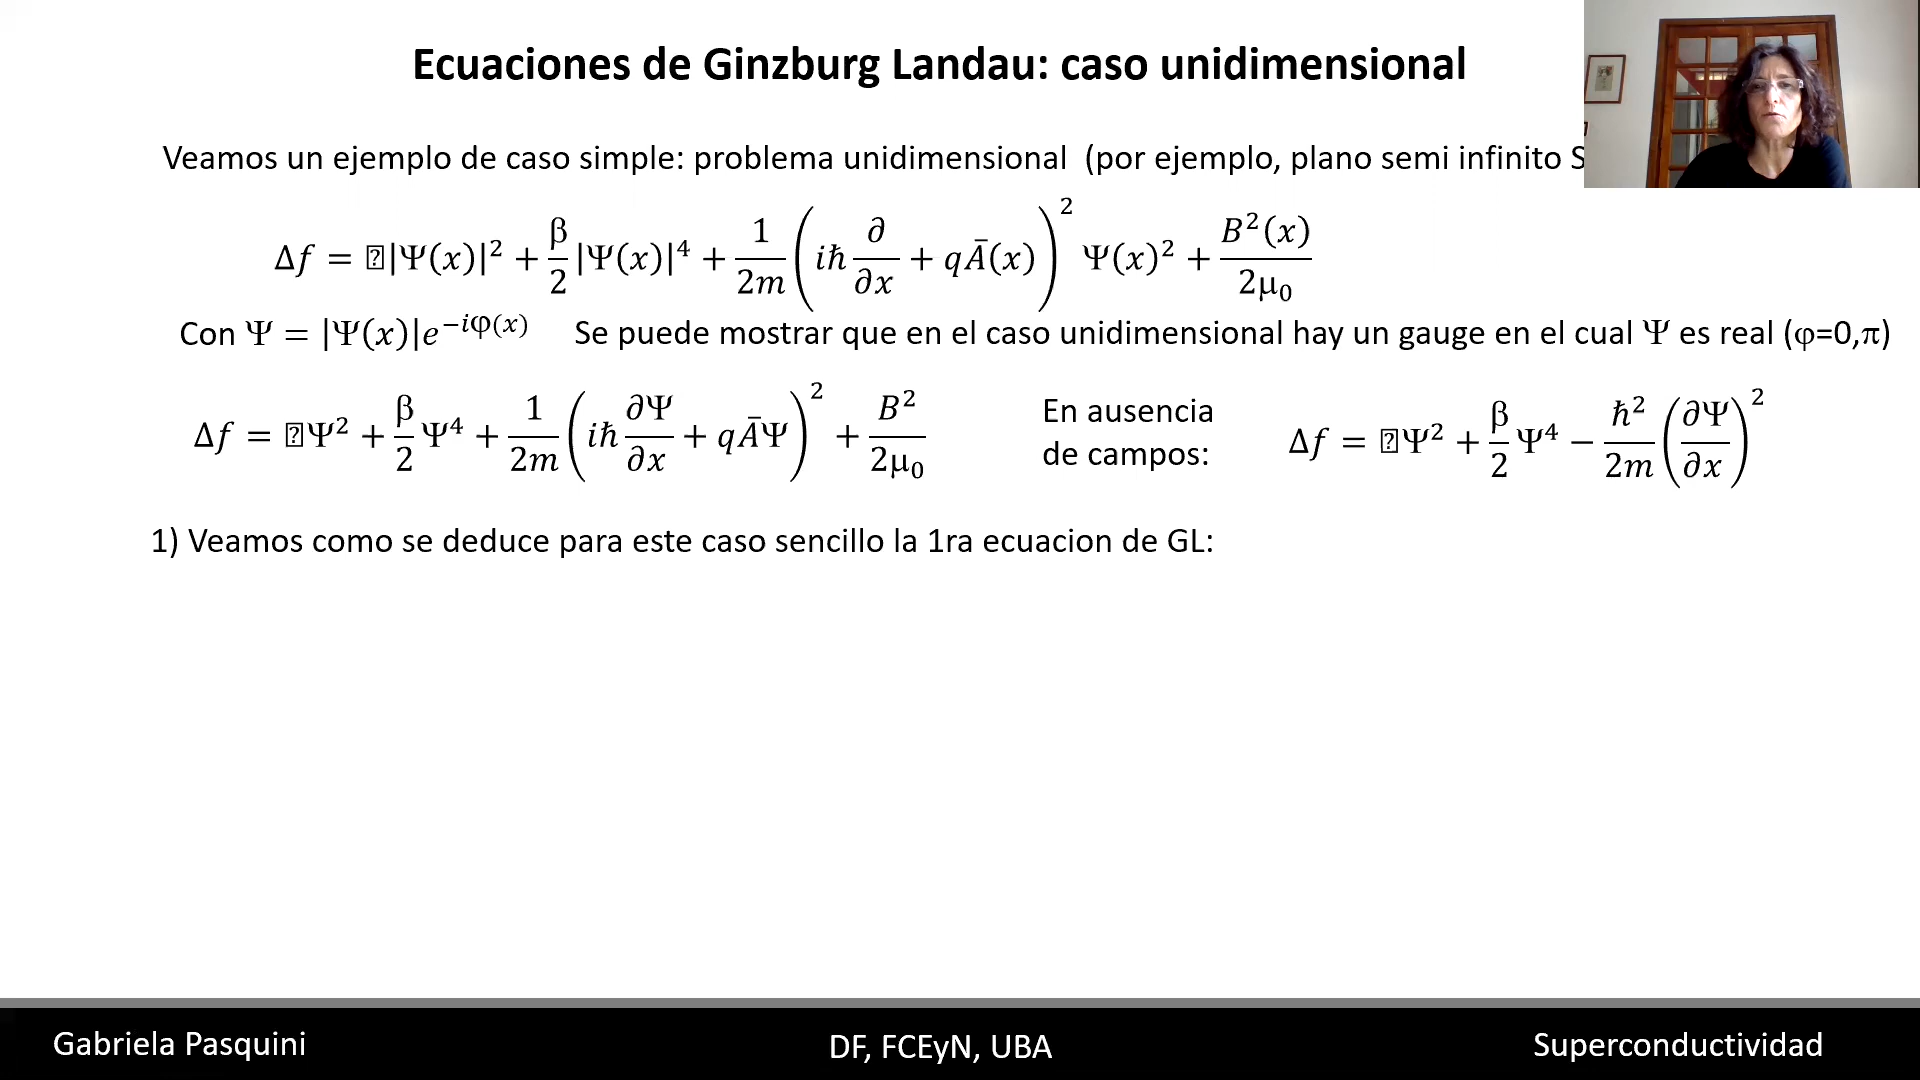 Ecuaciones de Ginzburg Landau: caso unidimensional
Veamos un ejemplo de caso simple: problema unidimensional (por ejemplo, plano semi infinito S
Δf = ⍰|Ψ(x)|² + β/2 |Ψ(x)|⁴ + 1/2m (iħ ∂/∂x + qĀ(x))² Ψ(x)² + B²(x)/2μ₀
Con Ψ = |Ψ(x)|e^{-iφ(x)} Se puede mostrar que en el caso unidimensional hay un gauge en el cual Ψ es real (φ=0,π)
Δf = ⍰Ψ² + β/2 Ψ⁴ + 1/2m (iħ ∂Ψ/∂x + qĀΨ)² + B²/2μ₀
En ausencia
de campos:
Δf = ⍰Ψ² + β/2 Ψ⁴ − ħ²/2m (∂Ψ/∂x)²
1) Veamos como se deduce para este caso sencillo la 1ra ecuacion de GL:
Gabriela Pasquini
DF, FCEyN, UBA
Superconductividad